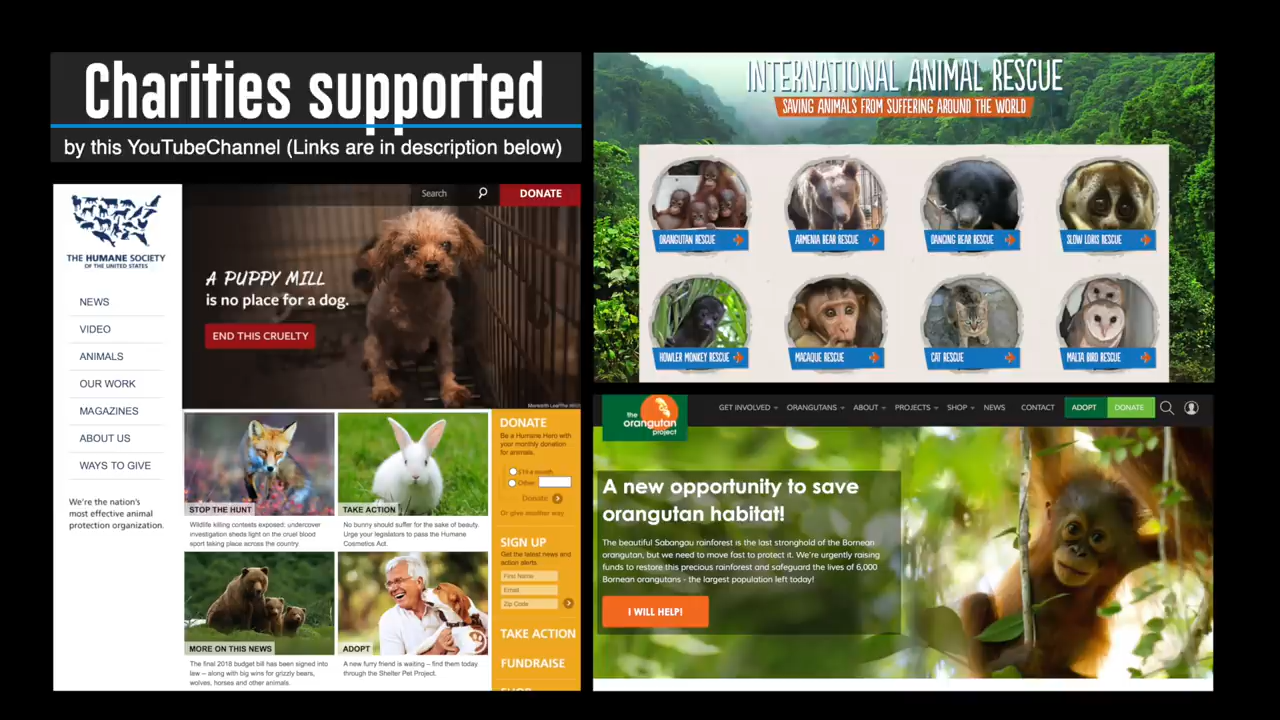 Charities supported
by this YouTubeChannel (Links are in description below)
THE HUMANE SOCIETY
OF THE UNITED STATES
NEWS
VIDEO
ANIMALS
OUR WORK
MAGAZINES
ABOUT US
WAYS TO GIVE
We're the nation's
most effective animal
protection organization.
Search
DONATE
A PUPPY MILL
is no place for a dog.
END THIS CRUELTY
STOP THE HUNT
Wildlife killing contests exposed: undercover
investigation sheds light on the cruel blood
sport taking place across the country.
TAKE ACTION
No bunny should suffer for the sake of beauty.
Urge your legislators to pass the Humane
Cosmetics Act.
MORE ON THIS NEWS
The final 2018 budget bill has been signed into
law – along with big wins for grizzly bears,
wolves, horses and other animals.
ADOPT
A new furry friend is waiting – find them today
through the Shelter Pet Project.
DONATE
Be a Humane Hero with
your monthly donation
for animals.
$19 a month
Other
Donate
Or give another way
SIGN UP
Get the latest news and
action alerts
First Name
Email
Zip Code
TAKE ACTION
FUNDRAISE
INTERNATIONAL ANIMAL RESCUE
SAVING ANIMALS FROM SUFFERING AROUND THE WORLD
ORANGUTAN RESCUE
ARMENIA BEAR RESCUE
DANCING BEAR RESCUE
SLOW LORIS RESCUE
HOWLER MONKEY RESCUE
MACAQUE RESCUE
CAT RESCUE
MALTA BIRD RESCUE
the
orangutan
project
GET INVOLVED
ORANGUTANS
ABOUT
PROJECTS
SHOP
NEWS
CONTACT
ADOPT
DONATE
A new opportunity to save
orangutan habitat!
The beautiful Sabangau rainforest is the last stronghold of the Bornean
orangutan, but we need to move fast to protect it. We're urgently raising
funds to restore this precious rainforest and safeguard the lives of 6,000
Bornean orangutans - the largest population left today!
I WILL HELP!